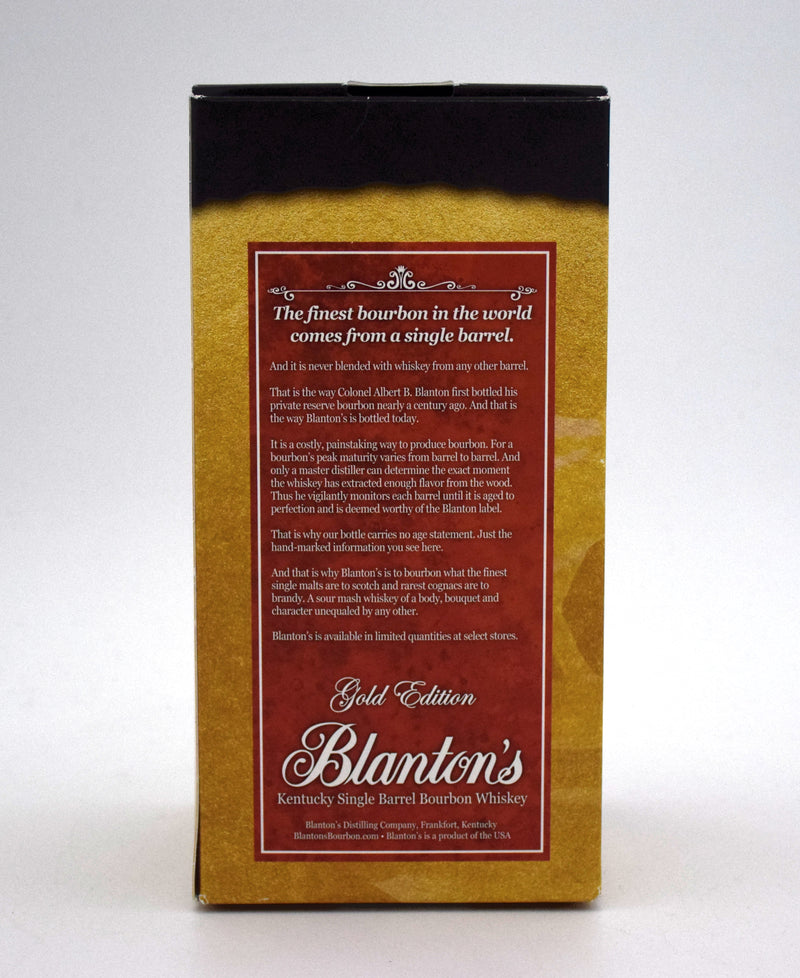 The finest bourbon in the world
comes from a single barrel.
And it is never blended with whiskey from any other barrel.
That is the way Colonel Albert B. Blanton first bottled his
private reserve bourbon nearly a century ago. And that is
the way Blanton's is bottled today.
It is a costly, painstaking way to produce bourbon. For a
bourbon's peak maturity varies from barrel to barrel. And
only a master distiller can determine the exact moment
the whiskey has extracted enough flavor from the wood.
Thus he vigilantly monitors each barrel until it is aged to
perfection and is deemed worthy of the Blanton label.
That is why our bottle carries no age statement. Just the
hand-marked information you see here.
And that is why Blanton's is to bourbon what the finest
single malts are to scotch and rarest cognacs are to
brandy. A sour mash whiskey of a body, bouquet and
character unequaled by any other.
Blanton's is available in limited quantities at select stores.
Gold Edition
Blanton's
Kentucky Single Barrel Bourbon Whiskey
Blanton's Distilling Company, Frankfort, Kentucky
BlantonsBourbon.com • Blanton's is a product of the USA